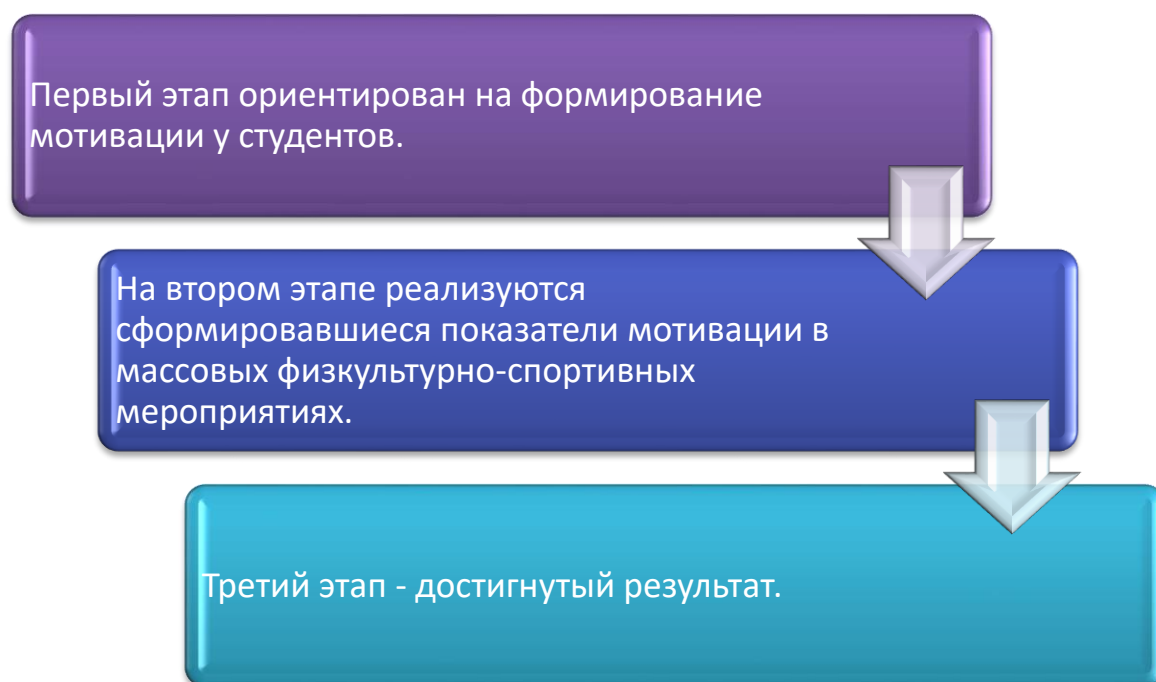 Первый этап ориентирован на формирование
мотивации у студентов.
На втором этапе реализуются
сформировавшиеся показатели мотивации в
массовых физкультурно-спортивных
мероприятиях.
Третий этап - достигнутый результат.